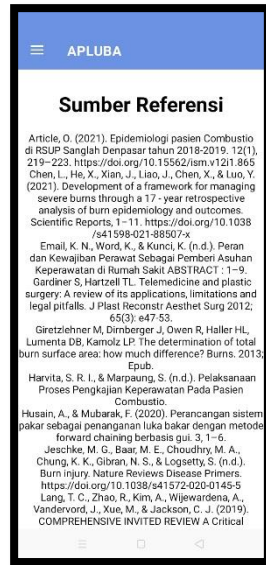 APLUBA
Sumber Referensi
Article, O. (2021). Epidemiologi pasien Combustio
di RSUP Sanglah Denpasar tahun 2018-2019. 12(1),
219–223. https://doi.org/10.15562/ism.v12i1.865
Chen, L., He, X., Xian, J., Liao, J., Chen, X., & Luo, Y.
(2021). Development of a framework for managing
severe burns through a 17 - year retrospective
analysis of burn epidemiology and outcomes.
Scientific Reports, 1–11. https://doi.org/10.1038
/s41598-021-88507-x
Email, K. N., Word, K., & Kunci, K. (n.d.). Peran
dan Kewajiban Perawat Sebagai Pemberi Asuhan
Keperawatan di Rumah Sakit ABSTRACT : 1–9.
Gardiner S, Hartzell TL. Telemedicine and plastic
surgery: A review of its applications, limitations and
legal pitfalls. J Plast Reconstr Aesthet Surg 2012;
65(3): e47-53.
Giretzlehner M, Dirnberger J, Owen R, Haller HL,
Lumenta DB, Kamolz LP. The determination of total
burn surface area: how much difference? Burns. 2013;
Epub.
Harvita, S. R. I., & Marpaung, S. (n.d.). Pelaksanaan
Proses Pengkajian Keperawatan Pada Pasien
Combustio.
Husain, A., & Mubarak, F. (2020). Perancangan sistem
pakar sebagai penanganan luka bakar dengan metode
forward chaining berbasis gui. 3, 1–6.
Jeschke, M. G., Baar, M. E., Choudhry, M. A.,
Chung, K. K., Gibran, N. S., & Logsetty, S. (n.d.).
Burn injury. Nature Reviews Disease Primers.
https://doi.org/10.1038/s41572-020-0145-5
Lang, T. C., Zhao, R., Kim, A., Wijewardena, A.,
Vandervord, J., Xue, M., & Jackson, C. J. (2019).
COMPREHENSIVE INVITED REVIEW A Critical